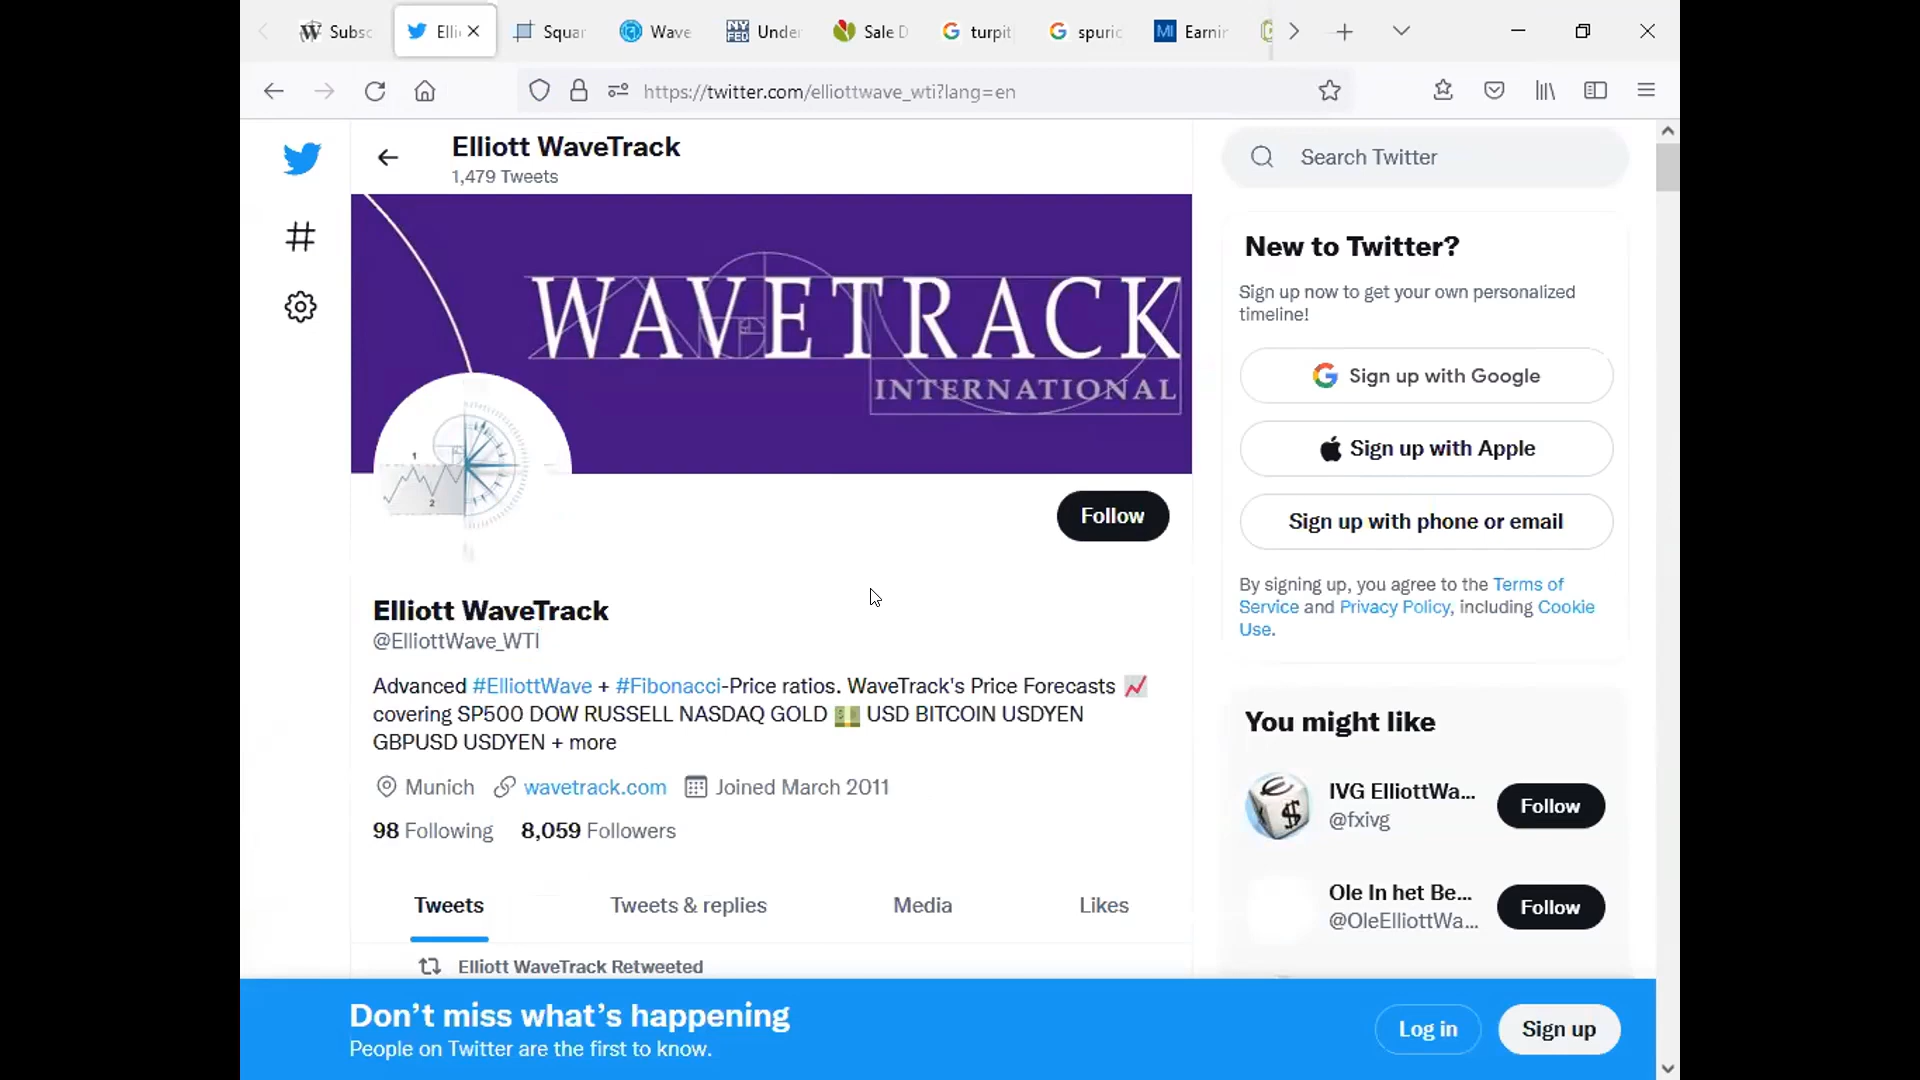 Subsc
Elli
Squar
Wave
NY
FED
Under
Sale D
turpit
spuric
MI
Earnin
https://twitter.com/elliottwave_wti?lang=en
Elliott WaveTrack
1,479 Tweets
WAVETRACK
INTERNATIONAL
1
2
Follow
Elliott WaveTrack
@ElliottWave_WTI
Advanced #ElliottWave + #Fibonacci-Price ratios. WaveTrack's Price Forecasts 📈
covering SP500 DOW RUSSELL NASDAQ GOLD 💵 USD BITCOIN USDYEN
GBPUSD USDYEN + more
Munich wavetrack.com Joined March 2011
98 Following 8,059 Followers
Tweets Tweets & replies Media Likes
Elliott WaveTrack Retweeted
Search Twitter
New to Twitter?
Sign up now to get your own personalized
timeline!
Sign up with Google
Sign up with Apple
Sign up with phone or email
By signing up, you agree to the Terms of
Service and Privacy Policy, including Cookie
Use.
You might like
IVG ElliottWa...
@fxivg
Follow
Ole In het Be...
@OleElliottWa...
Follow
Don’t miss what’s happening
People on Twitter are the first to know.
Log in
Sign up